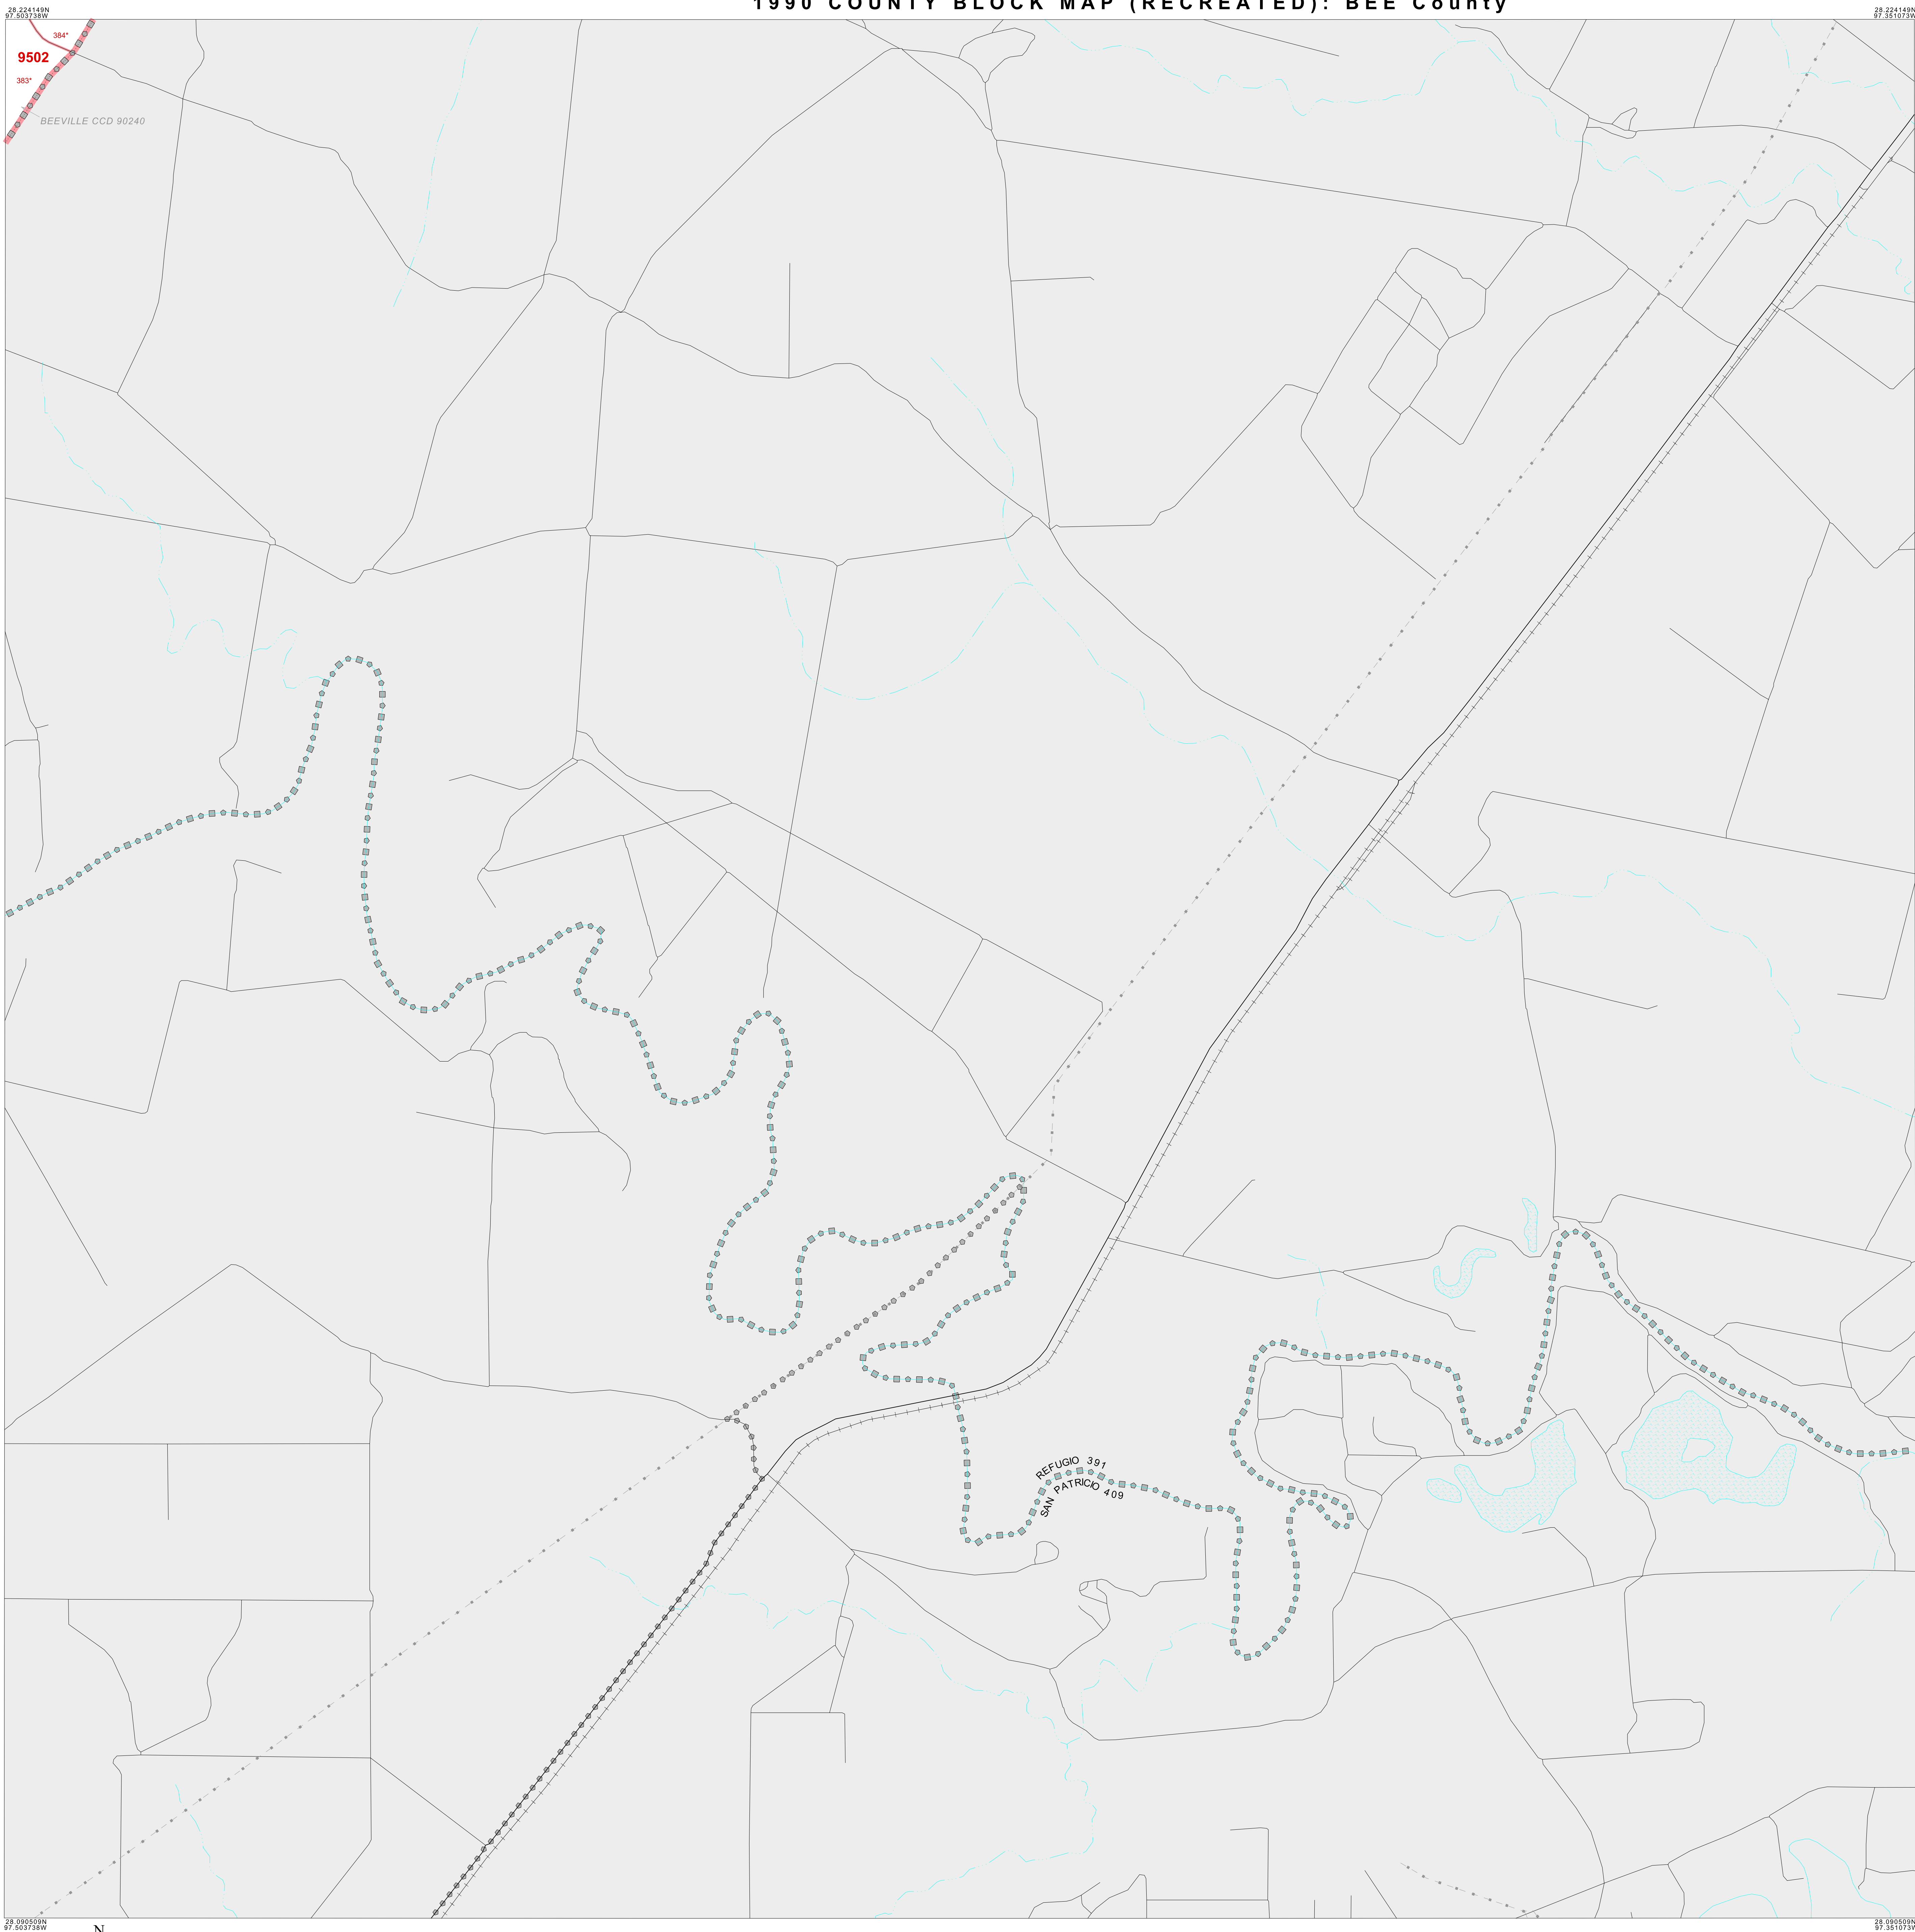 1990 COUNTY BLOCK MAP (RECREATED): BEE County
28.224149N
97.503738W
28.224149N
97.351073W
384*
9502
383*
BEEVILLE CCD 90240
REFUGIO 391
SAN PATRICIO 409
28.090509N
97.503738W
N
28.090509N
97.351073W